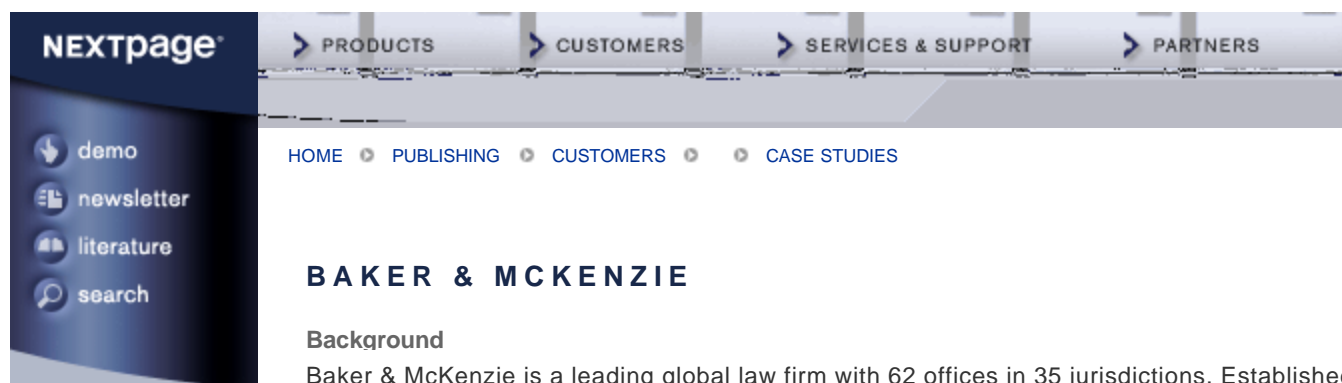 NEXTpage
PRODUCTS CUSTOMERS SERVICES & SUPPORT PARTNERS
demo
newsletter
literature
search
HOME PUBLISHING CUSTOMERS CASE STUDIES
BAKER & MCKENZIE
Background
Baker & McKenzie is a leading global law firm with 62 offices in 35 jurisdictions. Establishe